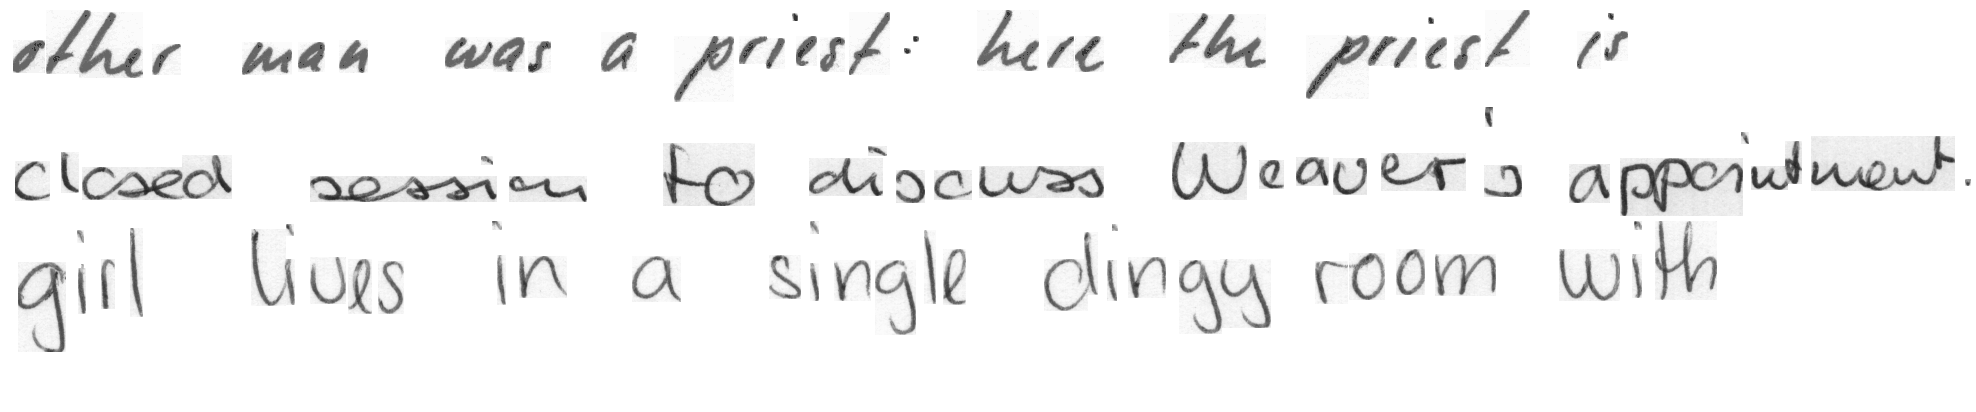 other man was a priest: here the priest is
closed session to discuss Weaver's appointment.
girl lives in a single dingy room with